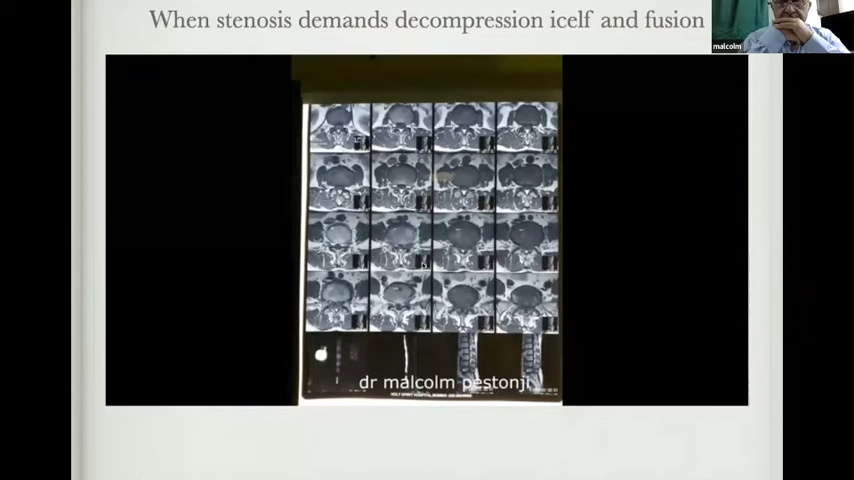 When stenosis demands decompression icelf and fusion
malcolm
dr malcolm pestonji